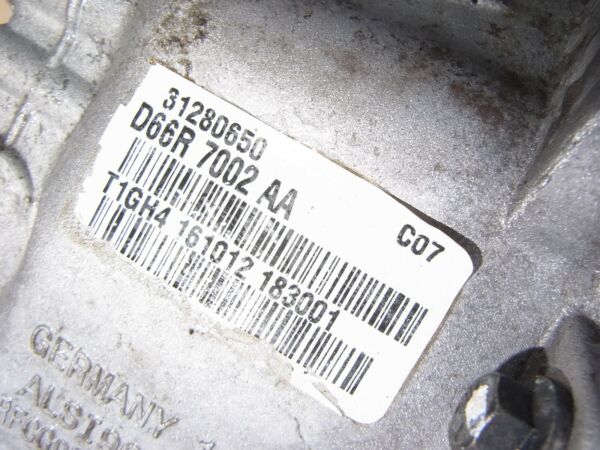 31280650
D66R 7002 AA
C07
T1GH4 161012 183001
GERMANY